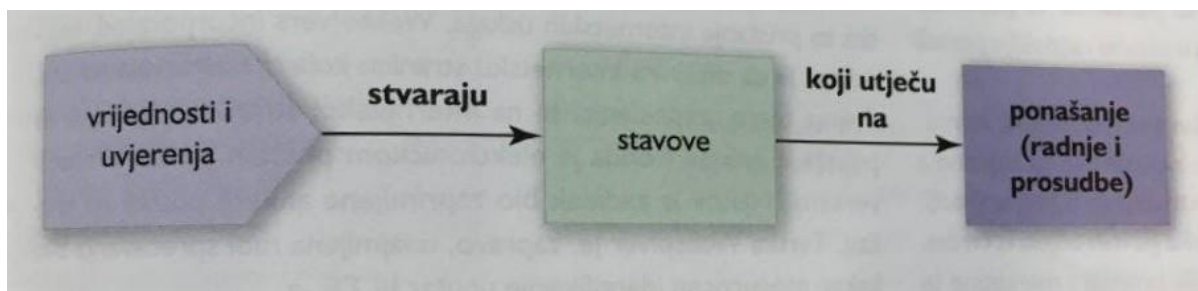 vrijednosti i
uvjerenja
stvaraju
stavove
koji utječu
na
ponašanje
(radnje i
prosudbe)